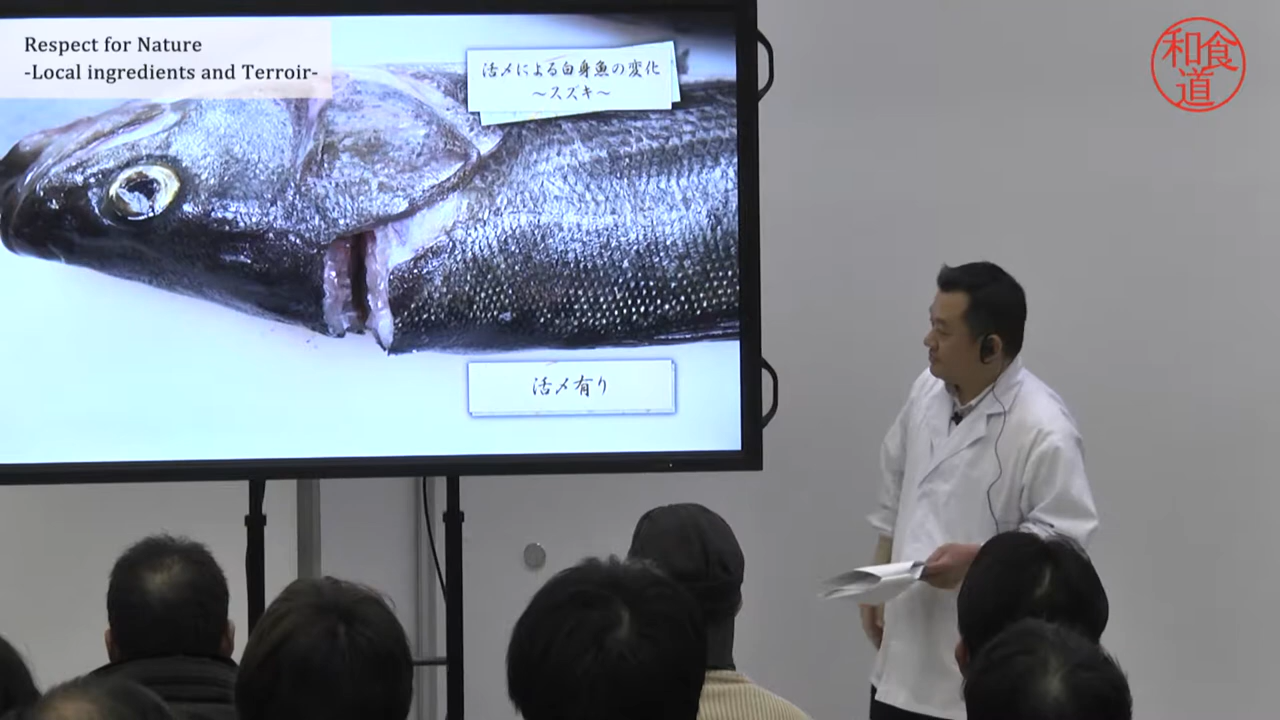 Respect for Nature
-Local ingredients and Terroir-
活〆による白身魚の変化
～スズキ～
活〆有り
和食道